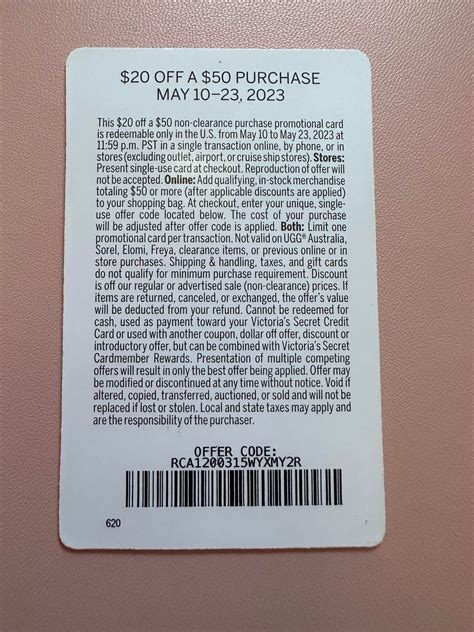 $20 OFF A $50 PURCHASE
MAY 10–23, 2023
This $20 off a $50 non-clearance purchase promotional card
is redeemable only in the U.S. from May 10 to May 23, 2023 at
11:59 p.m. PST in a single transaction online, by phone, or in
stores (excluding outlet, airport, or cruise ship stores). Stores:
Present single-use card at checkout. Reproduction of offer will
not be accepted. Online: Add qualifying, in-stock merchandise
totaling $50 or more (after applicable discounts are applied)
to your shopping bag. At checkout, enter your unique, single-
use offer code located below. The cost of your purchase
will be adjusted after offer code is applied. Both: Limit one
promotional card per transaction. Not valid on UGG® Australia,
Sorel, Elomi, Freya, clearance items, or previous online or in
store purchases. Shipping & handling, taxes, and gift cards
do not qualify for minimum purchase requirement. Discount
is off our regular or advertised sale (non-clearance) prices. If
items are returned, canceled, or exchanged, the offer's value
will be deducted from your refund. Cannot be redeemed for
cash, used as payment toward your Victoria's Secret Credit
Card or used with another coupon, dollar off offer, discount or
introductory offer, but can be combined with Victoria's Secret
Cardmember Rewards. Presentation of multiple competing
offers will result in only the best offer being applied. Offer may
be modified or discontinued at any time without notice. Void if
altered, copied, transferred, auctioned, or sold and will not be
replaced if lost or stolen. Local and state taxes may apply and
are the responsibility of the purchaser.
OFFER CODE:
RCA1200315WYXMY2R
620